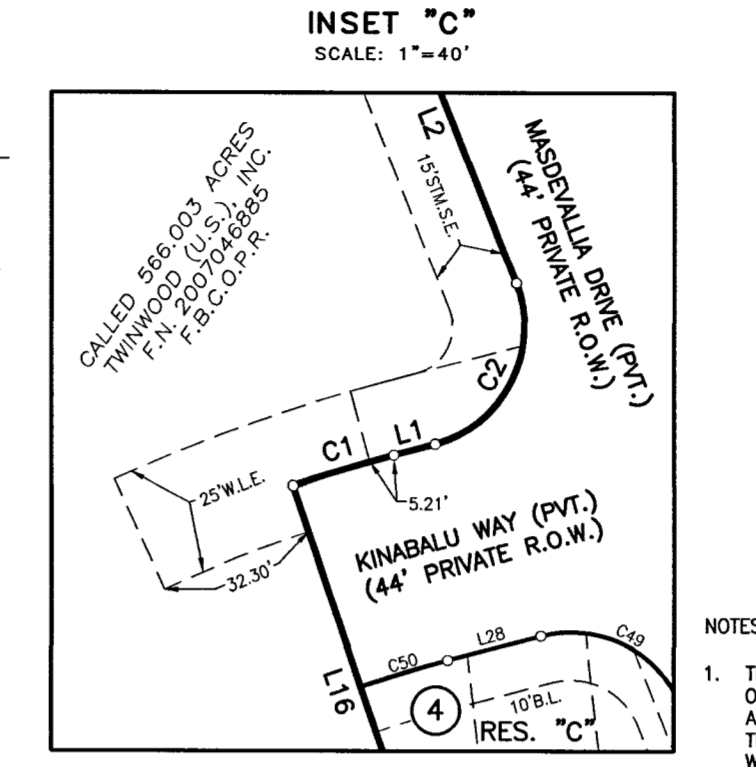 INSET "C"
SCALE: 1"=40'
CALLED 566.003 ACRES
TWINWOOD (U.S.), INC.
F.N. 2007046885
F.B.C.O.P.R.
L2
15'STM.S.E.
MASDEVALLIA DRIVE (PVT.)
(44' PRIVATE R.O.W.)
C2
L1
C1
25'W.L.E.
5.21'
32.30'
KINABALU WAY (PVT.)
(44' PRIVATE R.O.W.)
L16
C50
L28
C49
4
10'B.L.
RES. "C"
NOTES
1. T
O
A
T
W